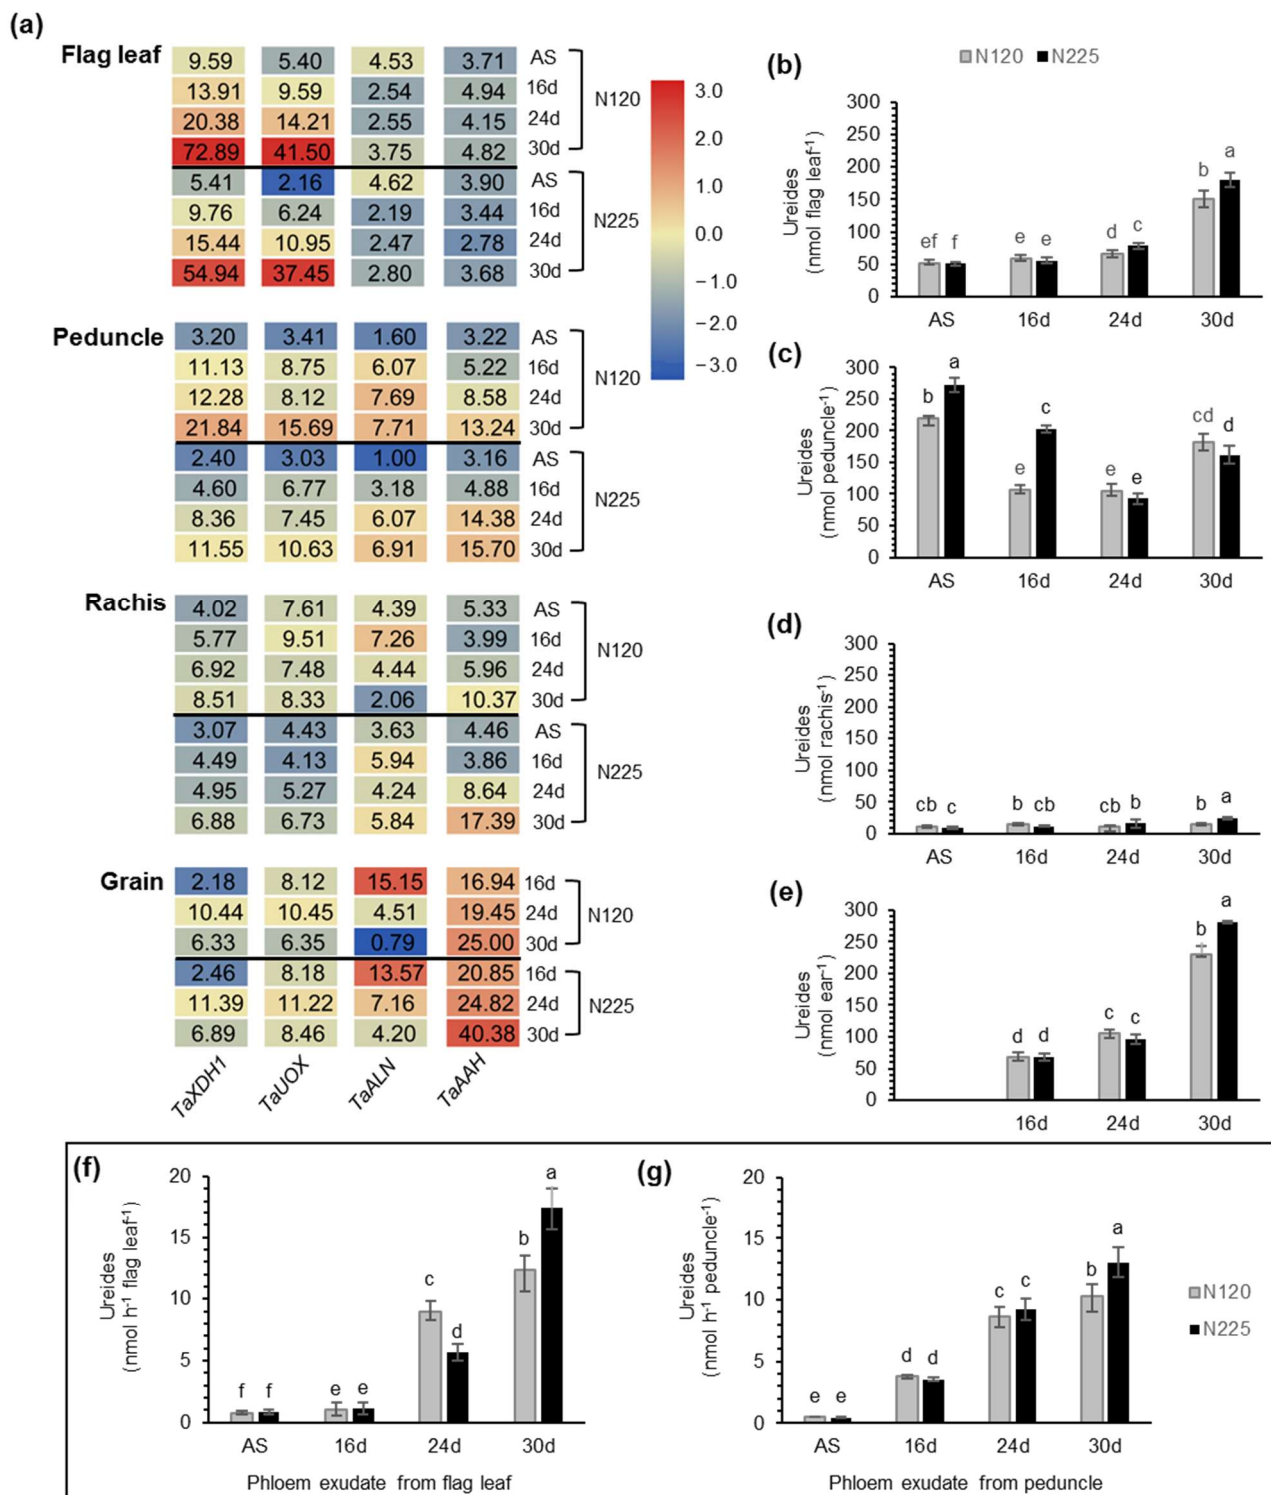 (a)
Flag leaf
9.59 5.40 4.53 3.71 AS
13.91 9.59 2.54 4.94 16d
20.38 14.21 2.55 4.15 24d
72.89 41.50 3.75 4.82 30d
N120
5.41 2.16 4.62 3.90 AS
9.76 6.24 2.19 3.44 16d
15.44 10.95 2.47 2.78 24d
54.94 37.45 2.80 3.68 30d
N225
3.0
2.0
1.0
0.0
−1.0
−2.0
−3.0
Peduncle
3.20 3.41 1.60 3.22 AS
11.13 8.75 6.07 5.22 16d
12.28 8.12 7.69 8.58 24d
21.84 15.69 7.71 13.24 30d
N120
2.40 3.03 1.00 3.16 AS
4.60 6.77 3.18 4.88 16d
8.36 7.45 6.07 14.38 24d
11.55 10.63 6.91 15.70 30d
N225
Rachis
4.02 7.61 4.39 5.33 AS
5.77 9.51 7.26 3.99 16d
6.92 7.48 4.44 5.96 24d
8.51 8.33 2.06 10.37 30d
N120
3.07 4.43 3.63 4.46 AS
4.49 4.13 5.94 3.86 16d
4.95 5.27 4.24 8.64 24d
6.88 6.73 5.84 17.39 30d
N225
Grain
2.18 8.12 15.15 16.94 16d
10.44 10.45 4.51 19.45 24d
6.33 6.35 0.79 25.00 30d
N120
2.46 8.18 13.57 20.85 16d
11.39 11.22 7.16 24.82 24d
6.89 8.46 4.20 40.38 30d
N225
TaXDH1 TaUOX TaALN TaAAH
(b)
N120 N225
Ureides
(nmol flag leaf-1)
300
250
200
150
100
50
0
ef f e e d c b a
AS 16d 24d 30d
(c)
Ureides
(nmol peduncle-1)
300
250
200
150
100
50
0
b a e c e e cd d
AS 16d 24d 30d
(d)
Ureides
(nmol rachis-1)
300
250
200
150
100
50
0
cb c b cb cb b b a
AS 16d 24d 30d
(e)
Ureides
(nmol ear-1)
300
250
200
150
100
50
0
d d c c b a
16d 24d 30d
(f)
Ureides
(nmol h-1 flag leaf-1)
20
15
10
5
0
f f e e c d b a
AS 16d 24d 30d
Phloem exudate from flag leaf
(g)
Ureides
(nmol h-1 peduncle-1)
20
15
10
5
0
e e d d c c b a
AS 16d 24d 30d
Phloem exudate from peduncle
N120
N225